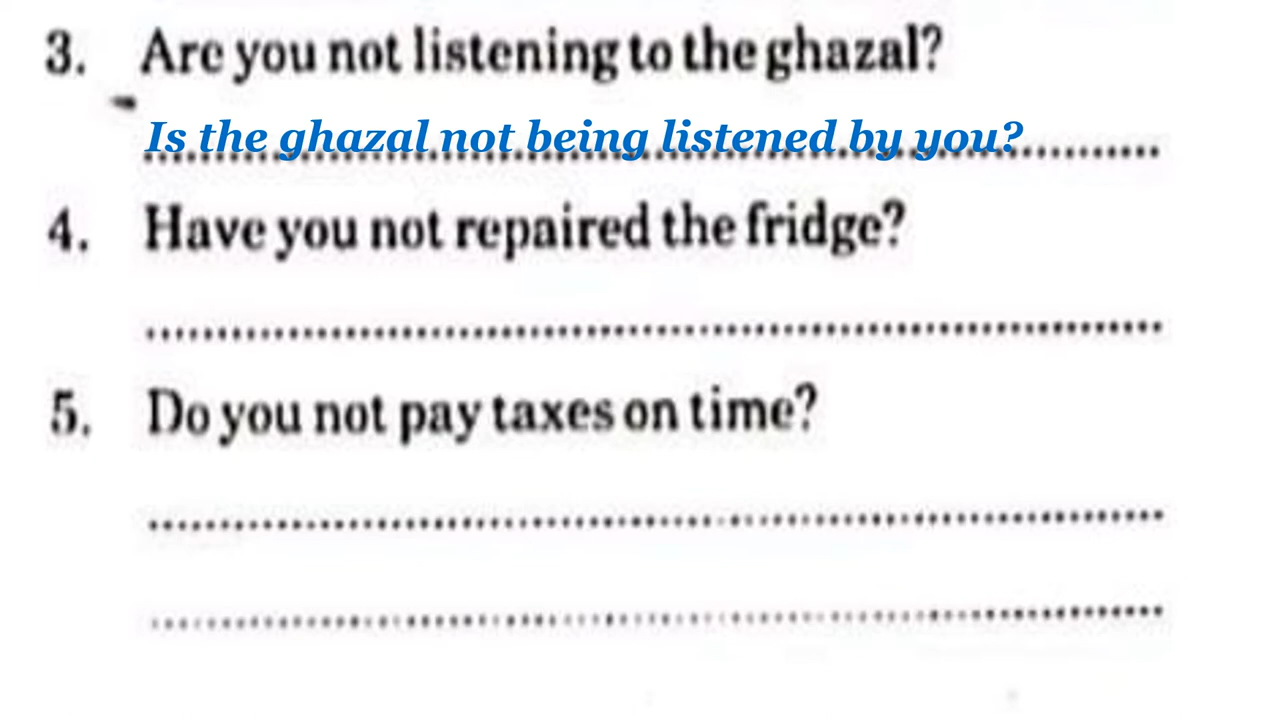 3. Are you not listening to the ghazal?
Is the ghazal not being listened by you?
4. Have you not repaired the fridge?
5. Do you not pay taxes on time?